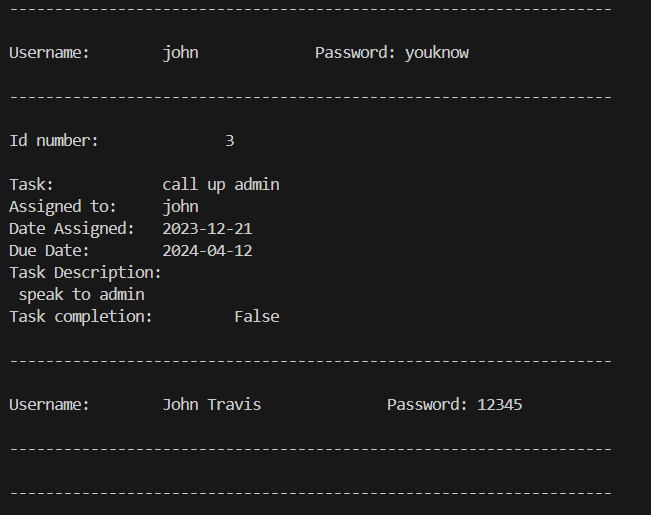 -------------------------------------------------------------------
Username:        john             Password: youknow
-------------------------------------------------------------------
Id number:              3
Task:            call up admin
Assigned to:     john
Date Assigned:   2023-12-21
Due Date:        2024-04-12
Task Description:
 speak to admin
Task completion:         False
-------------------------------------------------------------------
Username:        John Travis              Password: 12345
-------------------------------------------------------------------
-------------------------------------------------------------------